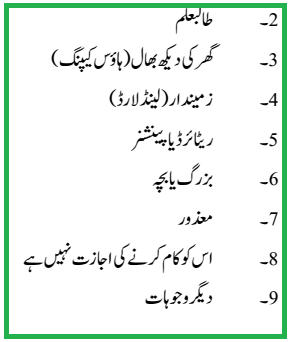 2۔ طالبعلم
3۔ گھر کی دیکھ بھال (ہاؤس کیپنگ)
4۔ زمیندار (لینڈ لارڈ)
5۔ ریٹائرڈ یا پینشنر
6۔ بزرگ یا بچہ
7۔ معذور
8۔ اس کو کام کرنے کی اجازت نہیں ہے
9۔ دیگر وجوہات